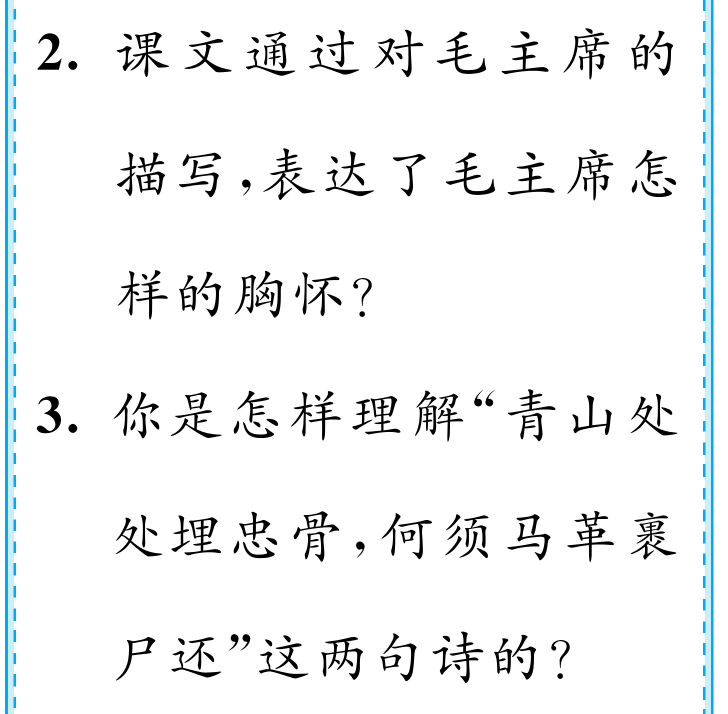 2. 课文通过对毛主席的
描写,表达了毛主席怎
样的胸怀?
3. 你是怎样理解“青山处
处埋忠骨,何须马革裹
尸还”这两句诗的?